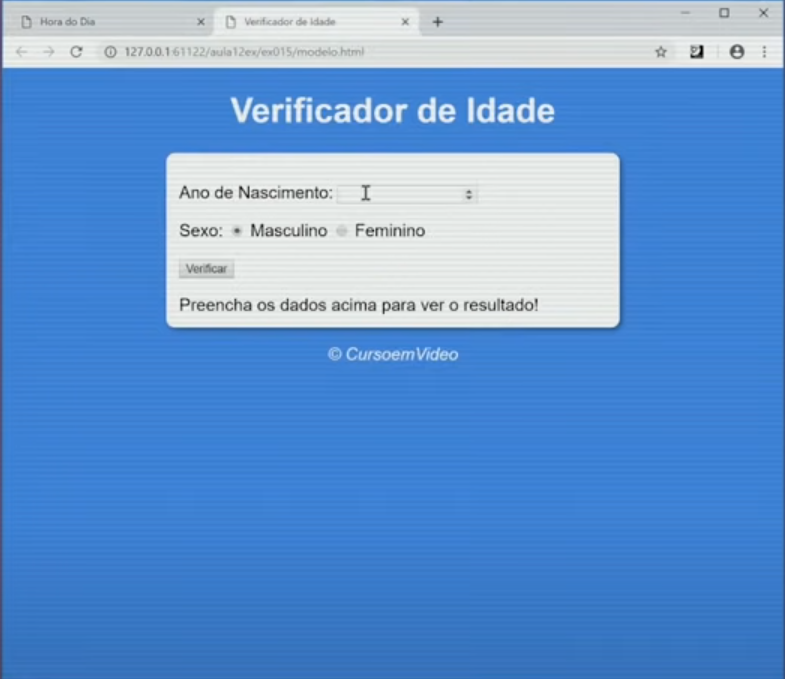 Hora do Dia
Verificador de Idade
127.0.0.1:61122/aula12ex/ex015/modelo.html
Verificador de Idade
Ano de Nascimento:
Sexo: Masculino Feminino
Verificar
Preencha os dados acima para ver o resultado!
© CursoemVideo